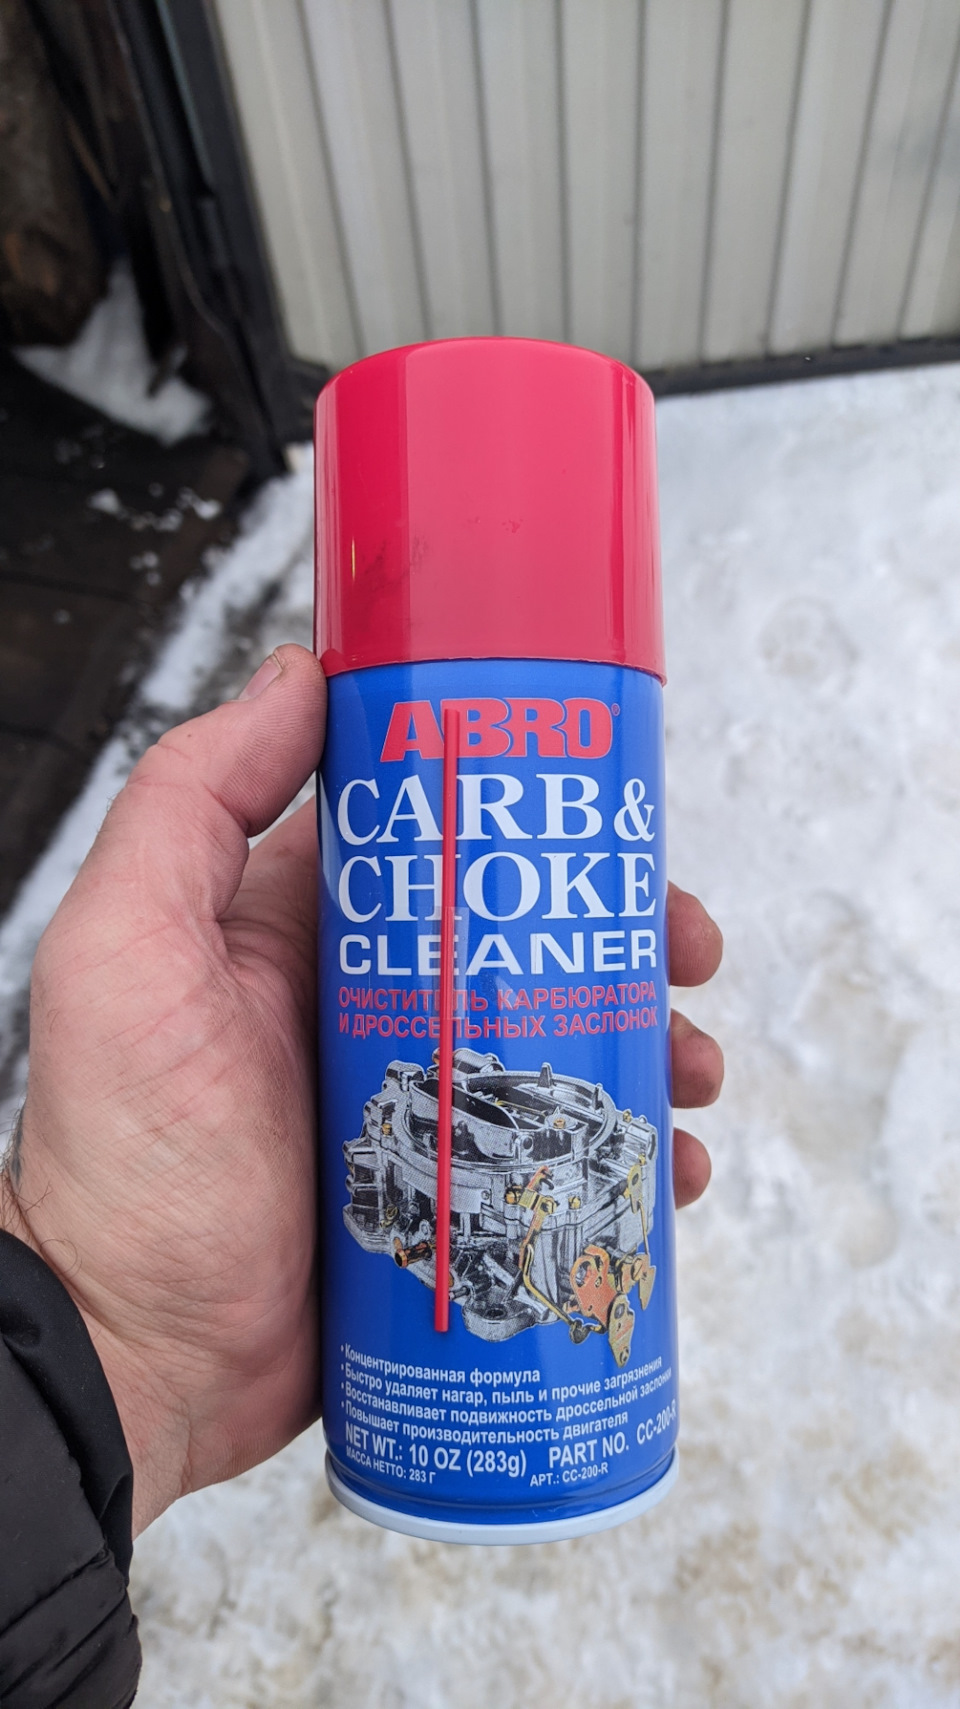 ABRO®
CARB &
CHOKE
CLEANER
ОЧИСТИТЕЛЬ КАРБЮРАТОРА
И ДРОССЕЛЬНЫХ ЗАСЛОНОК
• Концентрированная формула
• Быстро удаляет нагар, пыль и прочие загрязнения
• Восстанавливает подвижность дроссельной заслонки
• Повышает производительность двигателя
NET WT.: 10 OZ (283g) PART NO. CC-200-R
МАССА НЕТТО: 283 Г АРТ.: CC-200-R